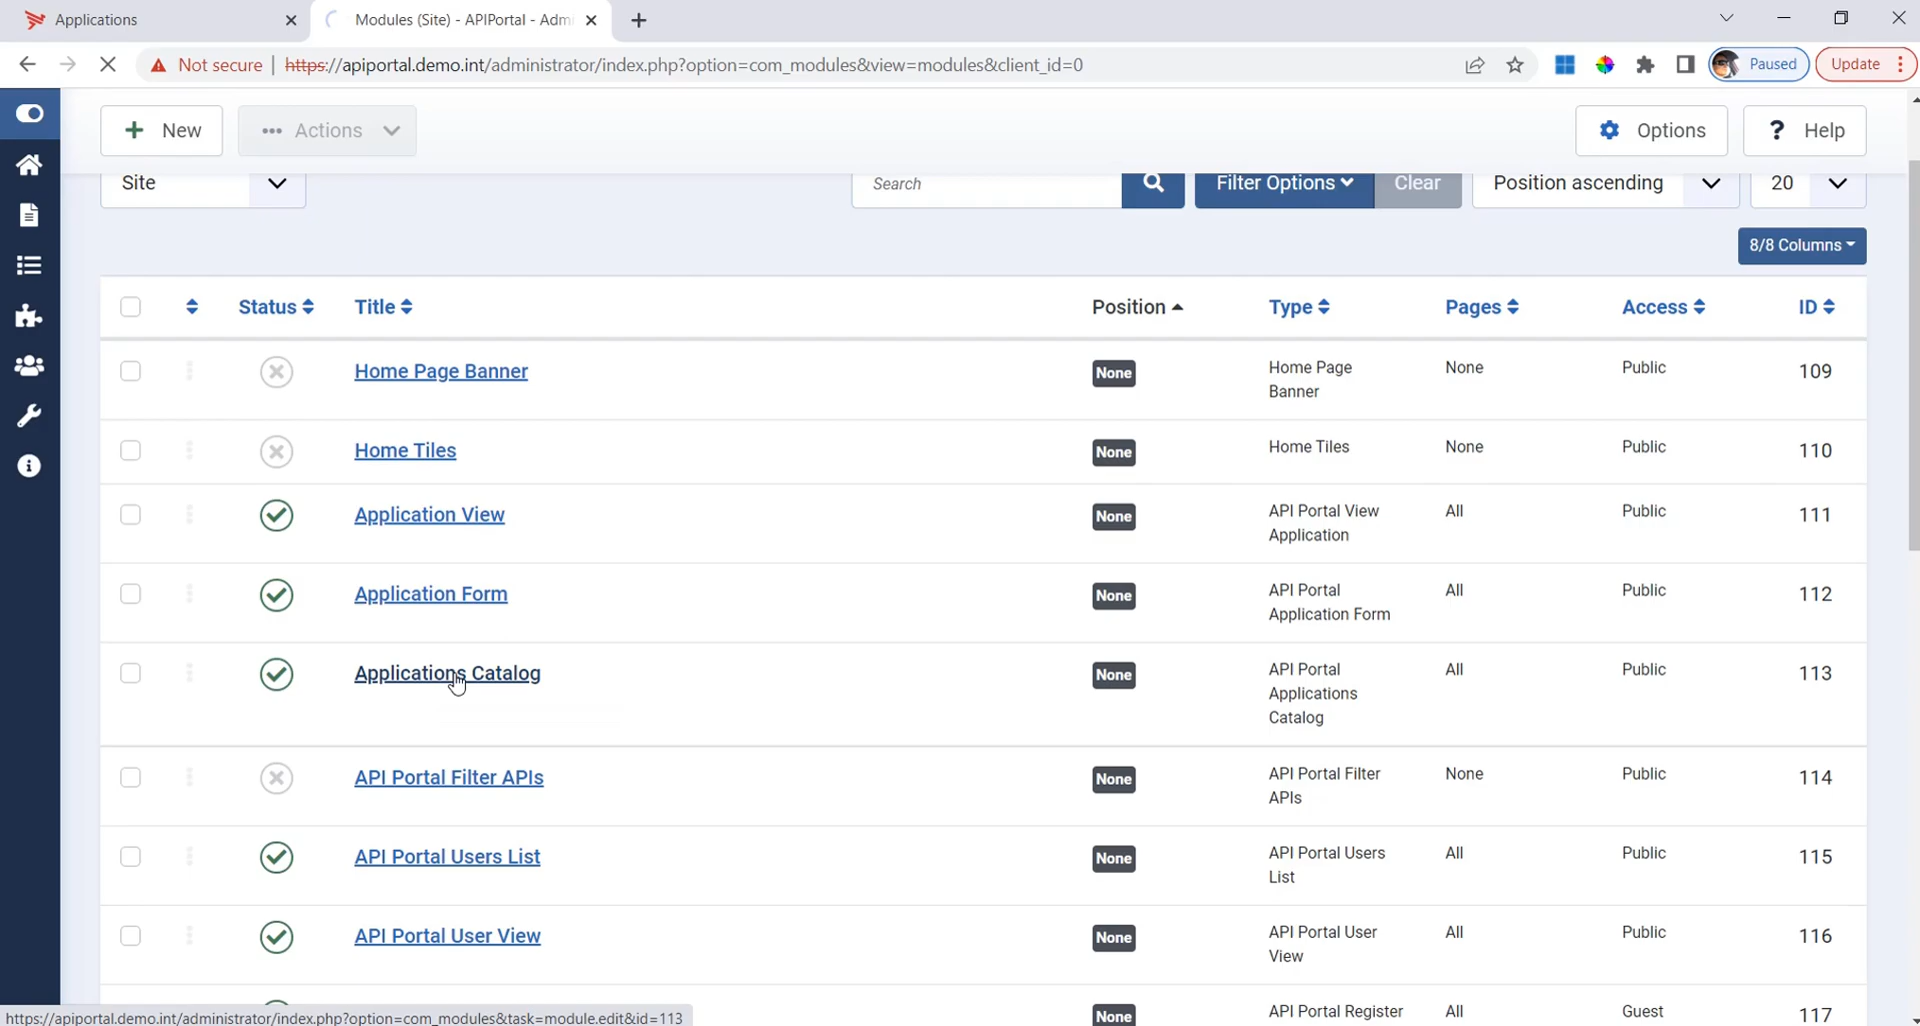 Applications
Modules (Site) - APIPortal - Adm
Not secure
https://apiportal.demo.int/administrator/index.php?option=com_modules&view=modules&client_id=0
Paused
Update
New
Actions
Options
Help
Site
Search
Filter Options
Clear
Position ascending
20
8/8 Columns
Status
Title
Position
Type
Pages
Access
ID
Home Page Banner
None
Home Page
Banner
None
Public
109
Home Tiles
None
Home Tiles
None
Public
110
Application View
None
API Portal View
Application
All
Public
111
Application Form
None
API Portal
Application Form
All
Public
112
Applications Catalog
None
API Portal
Applications
Catalog
All
Public
113
API Portal Filter APIs
None
API Portal Filter
APIs
None
Public
114
API Portal Users List
None
API Portal Users
List
All
Public
115
API Portal User View
None
API Portal User
View
All
Public
116
None
API Portal Register
All
Guest
117
https://apiportal.demo.int/administrator/index.php?option=com_modules&task=module.edit&id=113